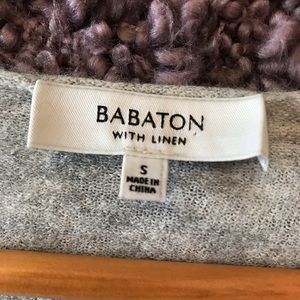 BABATON
WITH LINEN
S
MADE IN
CHINA